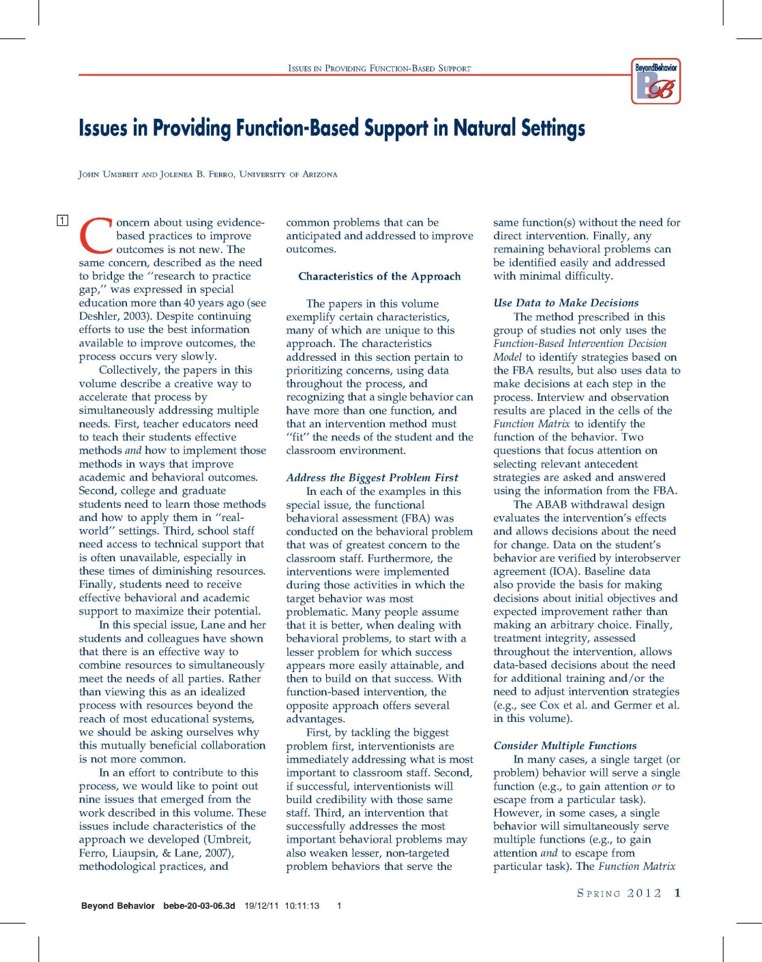 ISSUES IN PROVIDING FUNCTION-BASED SUPPORT
BeyondBehavior
BB
Issues in Providing Function-Based Support in Natural Settings
JOHN UMBREIT AND JOLENEA B. FERRO, UNIVERSITY OF ARIZONA
1
Concern about using evidence-
based practices to improve
outcomes is not new. The
same concern, described as the need
to bridge the ‘‘research to practice
gap,’’ was expressed in special
education more than 40 years ago (see
Deshler, 2003). Despite continuing
efforts to use the best information
available to improve outcomes, the
process occurs very slowly.
Collectively, the papers in this
volume describe a creative way to
accelerate that process by
simultaneously addressing multiple
needs. First, teacher educators need
to teach their students effective
methods and how to implement those
methods in ways that improve
academic and behavioral outcomes.
Second, college and graduate
students need to learn those methods
and how to apply them in ‘‘real-
world’’ settings. Third, school staff
need access to technical support that
is often unavailable, especially in
these times of diminishing resources.
Finally, students need to receive
effective behavioral and academic
support to maximize their potential.
In this special issue, Lane and her
students and colleagues have shown
that there is an effective way to
combine resources to simultaneously
meet the needs of all parties. Rather
than viewing this as an idealized
process with resources beyond the
reach of most educational systems,
we should be asking ourselves why
this mutually beneficial collaboration
is not more common.
In an effort to contribute to this
process, we would like to point out
nine issues that emerged from the
work described in this volume. These
issues include characteristics of the
approach we developed (Umbreit,
Ferro, Liaupsin, & Lane, 2007),
methodological practices, and
common problems that can be
anticipated and addressed to improve
outcomes.
Characteristics of the Approach
The papers in this volume
exemplify certain characteristics,
many of which are unique to this
approach. The characteristics
addressed in this section pertain to
prioritizing concerns, using data
throughout the process, and
recognizing that a single behavior can
have more than one function, and
that an intervention method must
‘‘fit’’ the needs of the student and the
classroom environment.
Address the Biggest Problem First
In each of the examples in this
special issue, the functional
behavioral assessment (FBA) was
conducted on the behavioral problem
that was of greatest concern to the
classroom staff. Furthermore, the
interventions were implemented
during those activities in which the
target behavior was most
problematic. Many people assume
that it is better, when dealing with
behavioral problems, to start with a
lesser problem for which success
appears more easily attainable, and
then to build on that success. With
function-based intervention, the
opposite approach offers several
advantages.
First, by tackling the biggest
problem first, interventionists are
immediately addressing what is most
important to classroom staff. Second,
if successful, interventionists will
build credibility with those same
staff. Third, an intervention that
successfully addresses the most
important behavioral problems may
also weaken lesser, non-targeted
problem behaviors that serve the
same function(s) without the need for
direct intervention. Finally, any
remaining behavioral problems can
be identified easily and addressed
with minimal difficulty.
Use Data to Make Decisions
The method prescribed in this
group of studies not only uses the
Function-Based Intervention Decision
Model to identify strategies based on
the FBA results, but also uses data to
make decisions at each step in the
process. Interview and observation
results are placed in the cells of the
Function Matrix to identify the
function of the behavior. Two
questions that focus attention on
selecting relevant antecedent
strategies are asked and answered
using the information from the FBA.
The ABAB withdrawal design
evaluates the intervention’s effects
and allows decisions about the need
for change. Data on the student’s
behavior are verified by interobserver
agreement (IOA). Baseline data
also provide the basis for making
decisions about initial objectives and
expected improvement rather than
making an arbitrary choice. Finally,
treatment integrity, assessed
throughout the intervention, allows
data-based decisions about the need
for additional training and/or the
need to adjust intervention strategies
(e.g., see Cox et al. and Germer et al.
in this volume).
Consider Multiple Functions
In many cases, a single target (or
problem) behavior will serve a single
function (e.g., to gain attention or to
escape from a particular task).
However, in some cases, a single
behavior will simultaneously serve
multiple functions (e.g., to gain
attention and to escape from
particular task). The Function Matrix
SPRING 2012 1
Beyond Behavior bebe-20-03-06.3d 19/12/11 10:11:13 1